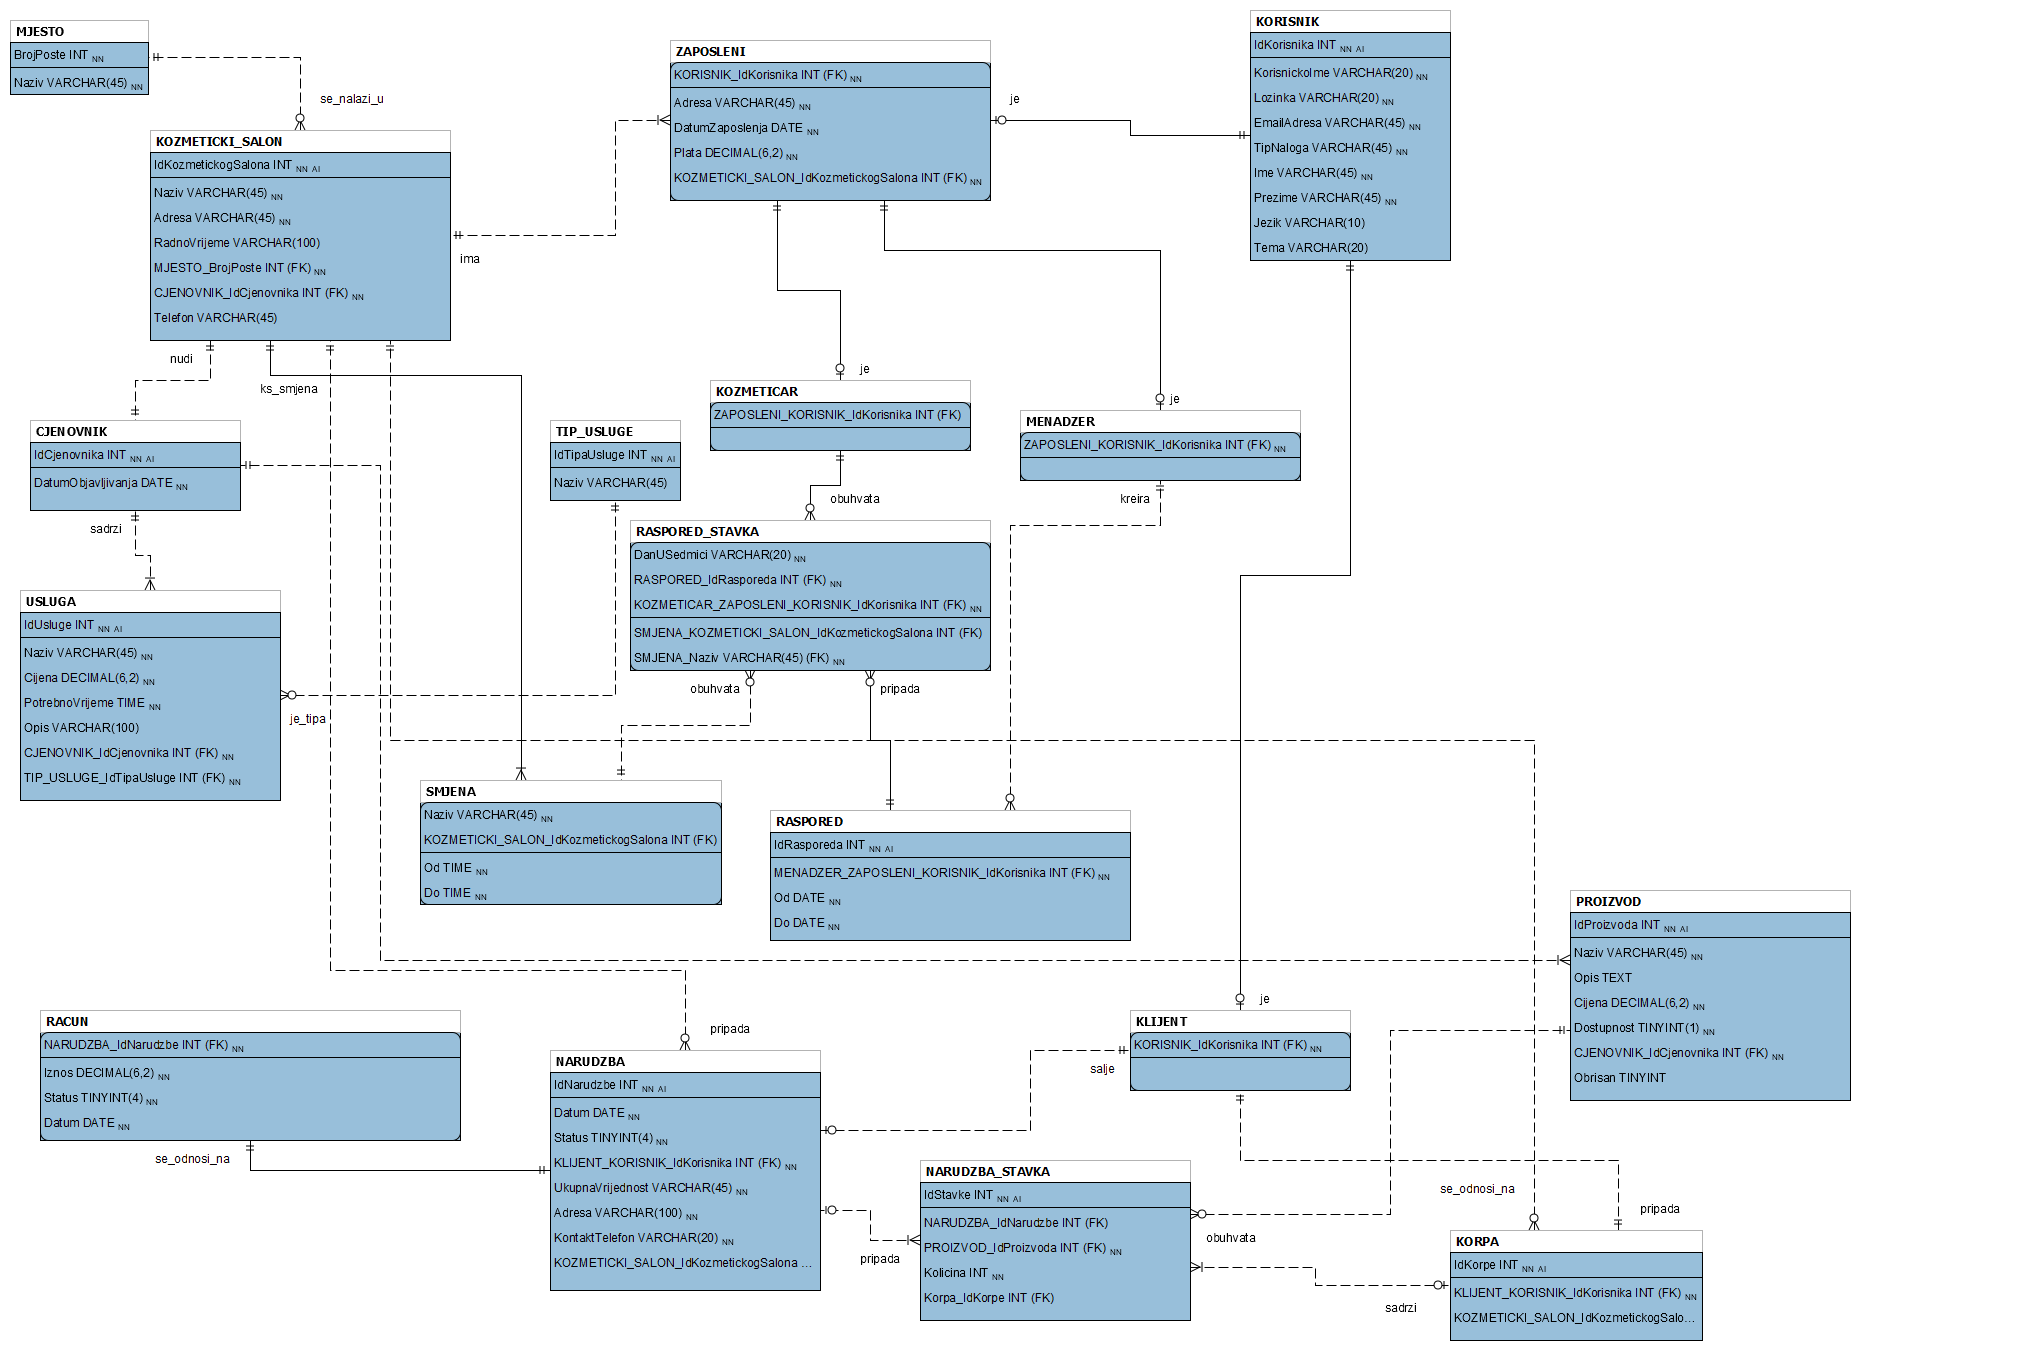 MJESTO
BrojPoste INT NN
Naziv VARCHAR(45) NN
se_nalazi_u
KOZMETICKI_SALON
IdKozmetickogSalona INT NN AI
Naziv VARCHAR(45) NN
Adresa VARCHAR(45) NN
RadnoVrijeme VARCHAR(100)
MJESTO_BrojPoste INT (FK) NN
CJENOVNIK_IdCjenovnika INT (FK) NN
Telefon VARCHAR(45)
ima
ZAPOSLENI
KORISNIK_IdKorisnika INT (FK) NN
Adresa VARCHAR(45) NN
DatumZaposlenja DATE NN
Plata DECIMAL(6,2) NN
KOZMETICKI_SALON_IdKozmetickogSalona INT (FK) NN
je
KORISNIK
IdKorisnika INT NN AI
KorisnickoIme VARCHAR(20) NN
Lozinka VARCHAR(20) NN
EmailAdresa VARCHAR(45) NN
TipNaloga VARCHAR(45) NN
Ime VARCHAR(45) NN
Prezime VARCHAR(45) NN
Jezik VARCHAR(10)
Tema VARCHAR(20)
nudi
ks_smjena
CJENOVNIK
IdCjenovnika INT NN AI
DatumObjavljivanja DATE NN
sadrzi
TIP_USLUGE
IdTipaUsluge INT NN AI
Naziv VARCHAR(45)
je
KOZMETICAR
ZAPOSLENI_KORISNIK_IdKorisnika INT (FK)
obuhvata
je
MENADZER
ZAPOSLENI_KORISNIK_IdKorisnika INT (FK) NN
kreira
RASPORED_STAVKA
DanUSedmici VARCHAR(20) NN
RASPORED_IdRasporeda INT (FK) NN
KOZMETICAR_ZAPOSLENI_KORISNIK_IdKorisnika INT (FK) NN
SMJENA_KOZMETICKI_SALON_IdKozmetickogSalona INT (FK)
SMJENA_Naziv VARCHAR(45) (FK) NN
obuhvata
pripada
USLUGA
IdUsluge INT NN AI
Naziv VARCHAR(45) NN
Cijena DECIMAL(6,2) NN
PotrebnoVrijeme TIME NN
Opis VARCHAR(100)
CJENOVNIK_IdCjenovnika INT (FK) NN
TIP_USLUGE_IdTipaUsluge INT (FK) NN
je_tipa
SMJENA
Naziv VARCHAR(45) NN
KOZMETICKI_SALON_IdKozmetickogSalona INT (FK)
Od TIME NN
Do TIME NN
RASPORED
IdRasporeda INT NN AI
MENADZER_ZAPOSLENI_KORISNIK_IdKorisnika INT (FK) NN
Od DATE NN
Do DATE NN
PROIZVOD
IdProizvoda INT NN AI
Naziv VARCHAR(45) NN
Opis TEXT
Cijena DECIMAL(6,2) NN
Dostupnost TINYINT(1) NN
CJENOVNIK_IdCjenovnika INT (FK) NN
Obrisan TINYINT
RACUN
NARUDZBA_IdNarudzbe INT (FK) NN
Iznos DECIMAL(6,2) NN
Status TINYINT(4) NN
Datum DATE NN
se_odnosi_na
pripada
NARUDZBA
IdNarudzbe INT NN AI
Datum DATE NN
Status TINYINT(4) NN
KLIJENT_KORISNIK_IdKorisnika INT (FK) NN
UkupnaVrijednost VARCHAR(45) NN
Adresa VARCHAR(100) NN
KontaktTelefon VARCHAR(20) NN
KOZMETICKI_SALON_IdKozmetickogSalona ...
je
KLIJENT
KORISNIK_IdKorisnika INT (FK) NN
salje
pripada
NARUDZBA_STAVKA
IdStavke INT NN AI
NARUDZBA_IdNarudzbe INT (FK)
PROIZVOD_IdProizvoda INT (FK) NN
Kolicina INT NN
Korpa_IdKorpe INT (FK)
obuhvata
sadrzi
se_odnosi_na
pripada
KORPA
IdKorpe INT NN AI
KLIJENT_KORISNIK_IdKorisnika INT (FK) NN
KOZMETICKI_SALON_IdKozmetickogSalo...